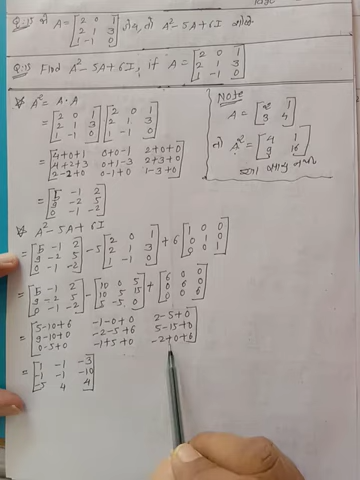 Q:15 જો A = [2 0 1
2 1 3
1 -1 0] હોય, તો A² - 5A + 6I શોધો
Q:15 Find A² - 5A + 6I, if A = [2 0 1
2 1 3
1 -1 0]
A² = A · A
= [2 0 1
2 1 3
1 -1 0] [2 0 1
2 1 3
1 -1 0]
= [4+0+1 0+0-1 2+0+0
4+2+3 0+1-3 2+3+0
2-2+0 0-1+0 1-3+0]
= [5 -1 2
9 -2 5
0 -1 -2]
Note
A = [2 1
3 4]
તો A² = [4 1
9 16]
A² - 5A + 6I
= [5 -1 2
9 -2 5
0 -1 -2] - 5 [2 0 1
2 1 3
1 -1 0] + 6 [1 0 0
0 1 0
0 0 1]
= [5 -1 2
9 -2 5
0 -1 -2] - [10 0 5
10 5 15
5 -5 0] + [6 0 0
0 6 0
0 0 6]
= [5-10+6 -1-0+0 2-5+0
9-10+0 -2-5+6 5-15+0
0-5+0 -1+5+0 -2+0+6]
= [1 -1 -3
-1 -1 -10
-5 4 4]